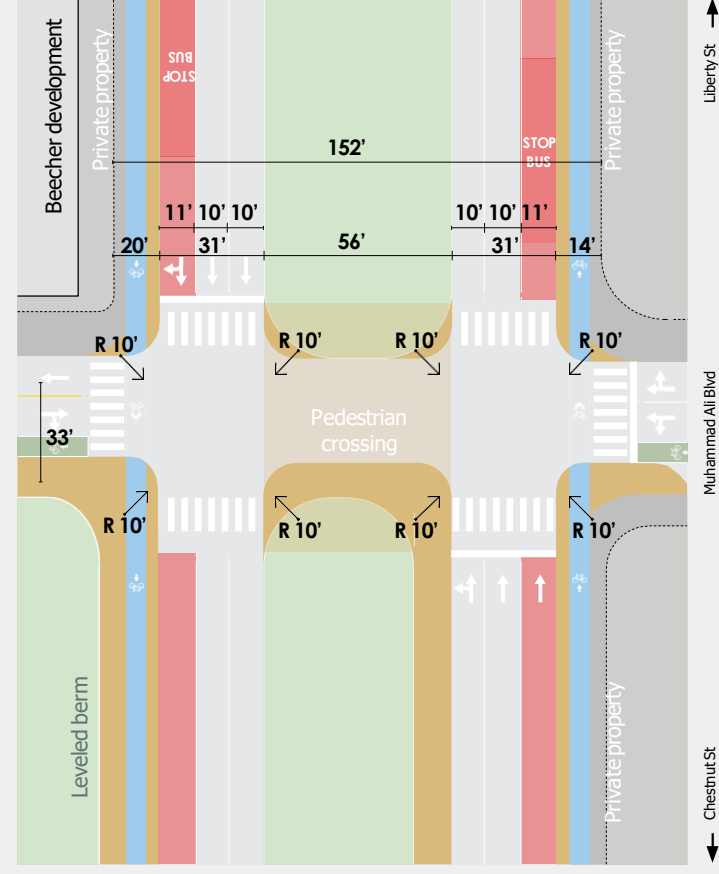 Beecher development
Private property
STOP
BUS
Private property
Liberty St
STOP
BUS
152’
11’ 10’ 10’
10’ 10’ 11’
20’ 31’ 56’ 31’ 14’
R 10’ R 10’ R 10’ R 10’
Pedestrian
crossing
33’
Muhammad Ali Blvd
R 10’ R 10’ R 10’ R 10’
Leveled berm
Private property
Chestnut St